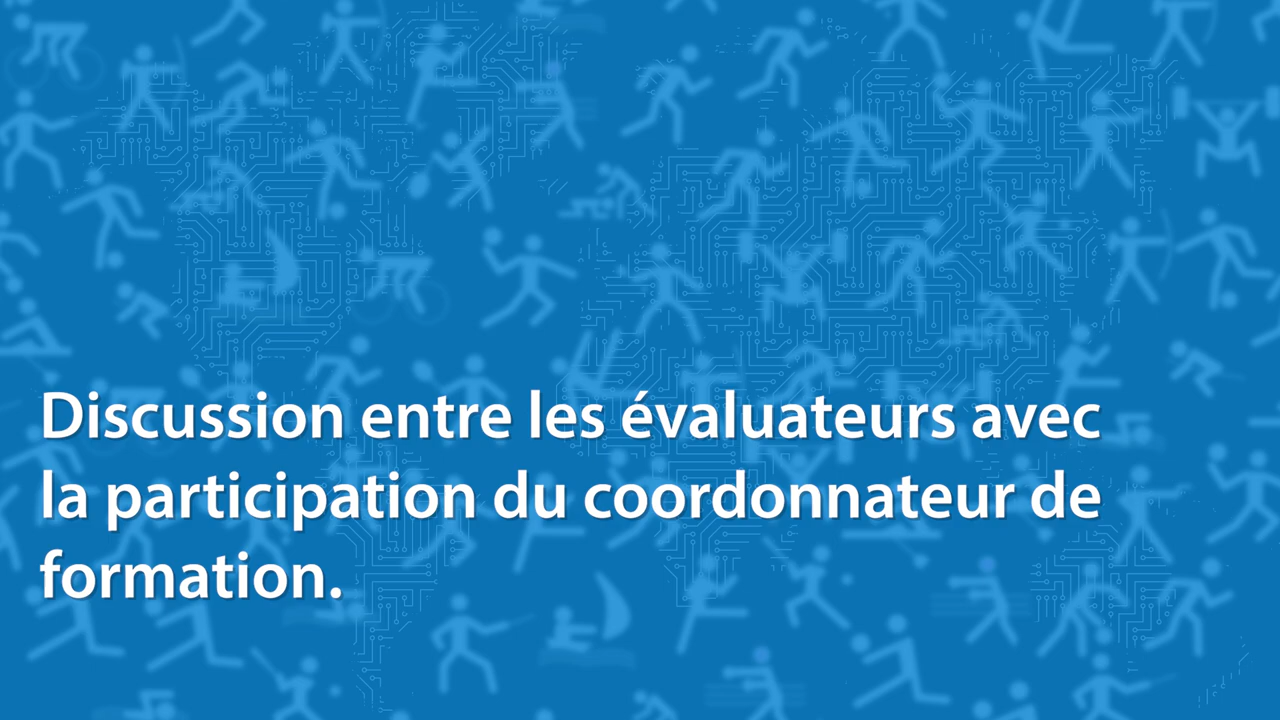 Discussion entre les évaluateurs avec
la participation du coordonnateur de
formation.